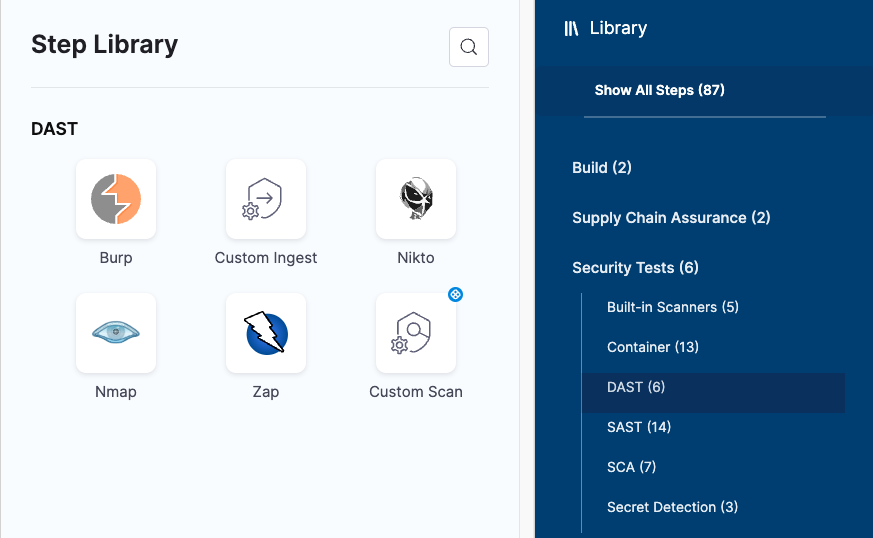 Step Library
DAST
Burp
Custom Ingest
Nikto
Nmap
Zap
Custom Scan
Library
Show All Steps (87)
Build (2)
Supply Chain Assurance (2)
Security Tests (6)
Built-in Scanners (5)
Container (13)
DAST (6)
SAST (14)
SCA (7)
Secret Detection (3)